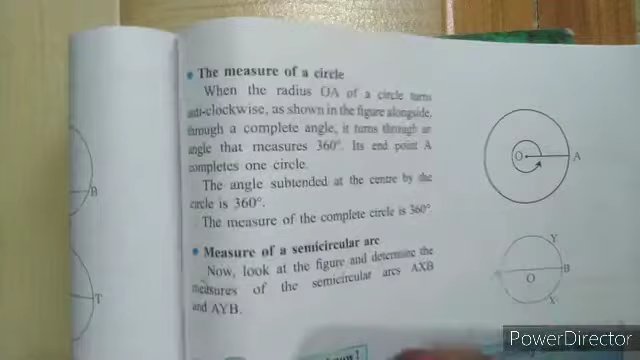 • The measure of a circle
When the radius OA of a circle turns
anti-clockwise, as shown in the figure alongside,
through a complete angle, it turns through an
angle that measures 360°. Its end point A
completes one circle.
The angle subtended at the centre by the
circle is 360°.
The measure of the complete circle is 360°.
• Measure of a semicircular arc
Now, look at the figure and determine the
measures of the semicircular arcs AXB
and AYB.
O
A
Y
O
B
X
B
T
PowerDirector